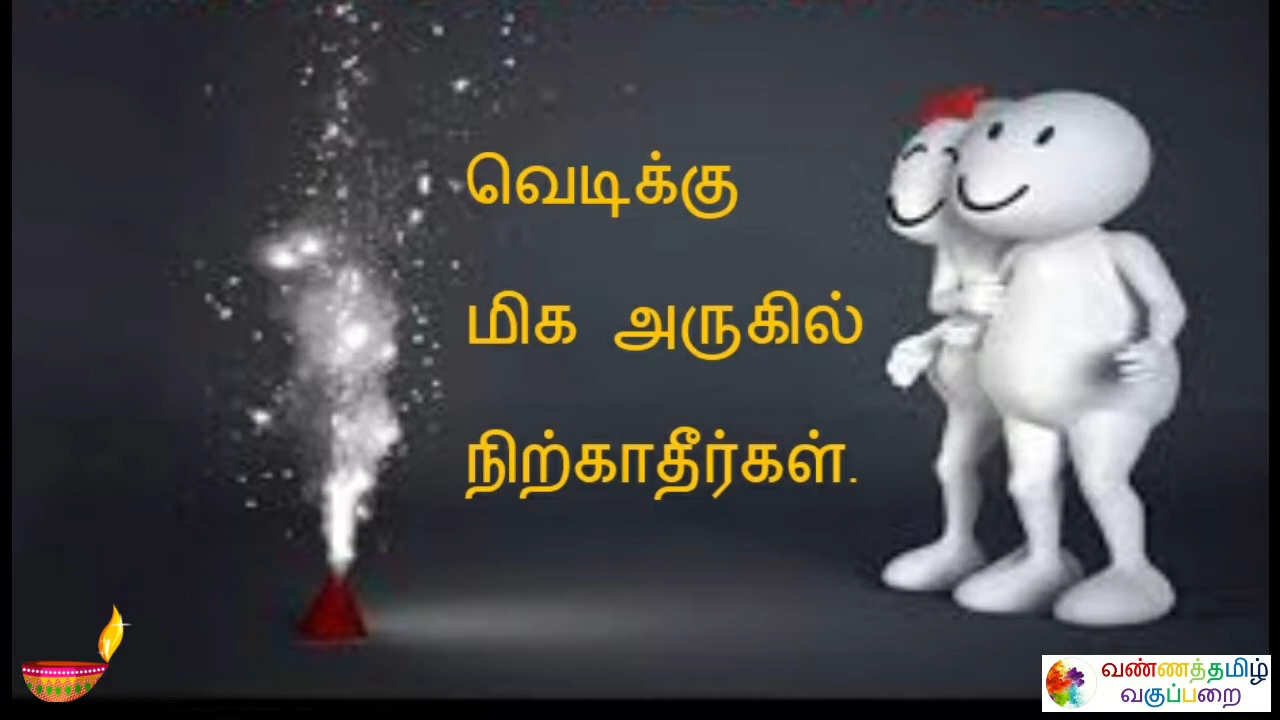 வெடிக்கு
மிக அருகில்
நிற்காதீர்கள்.
வண்ணத்தமிழ்
வகுப்பறை